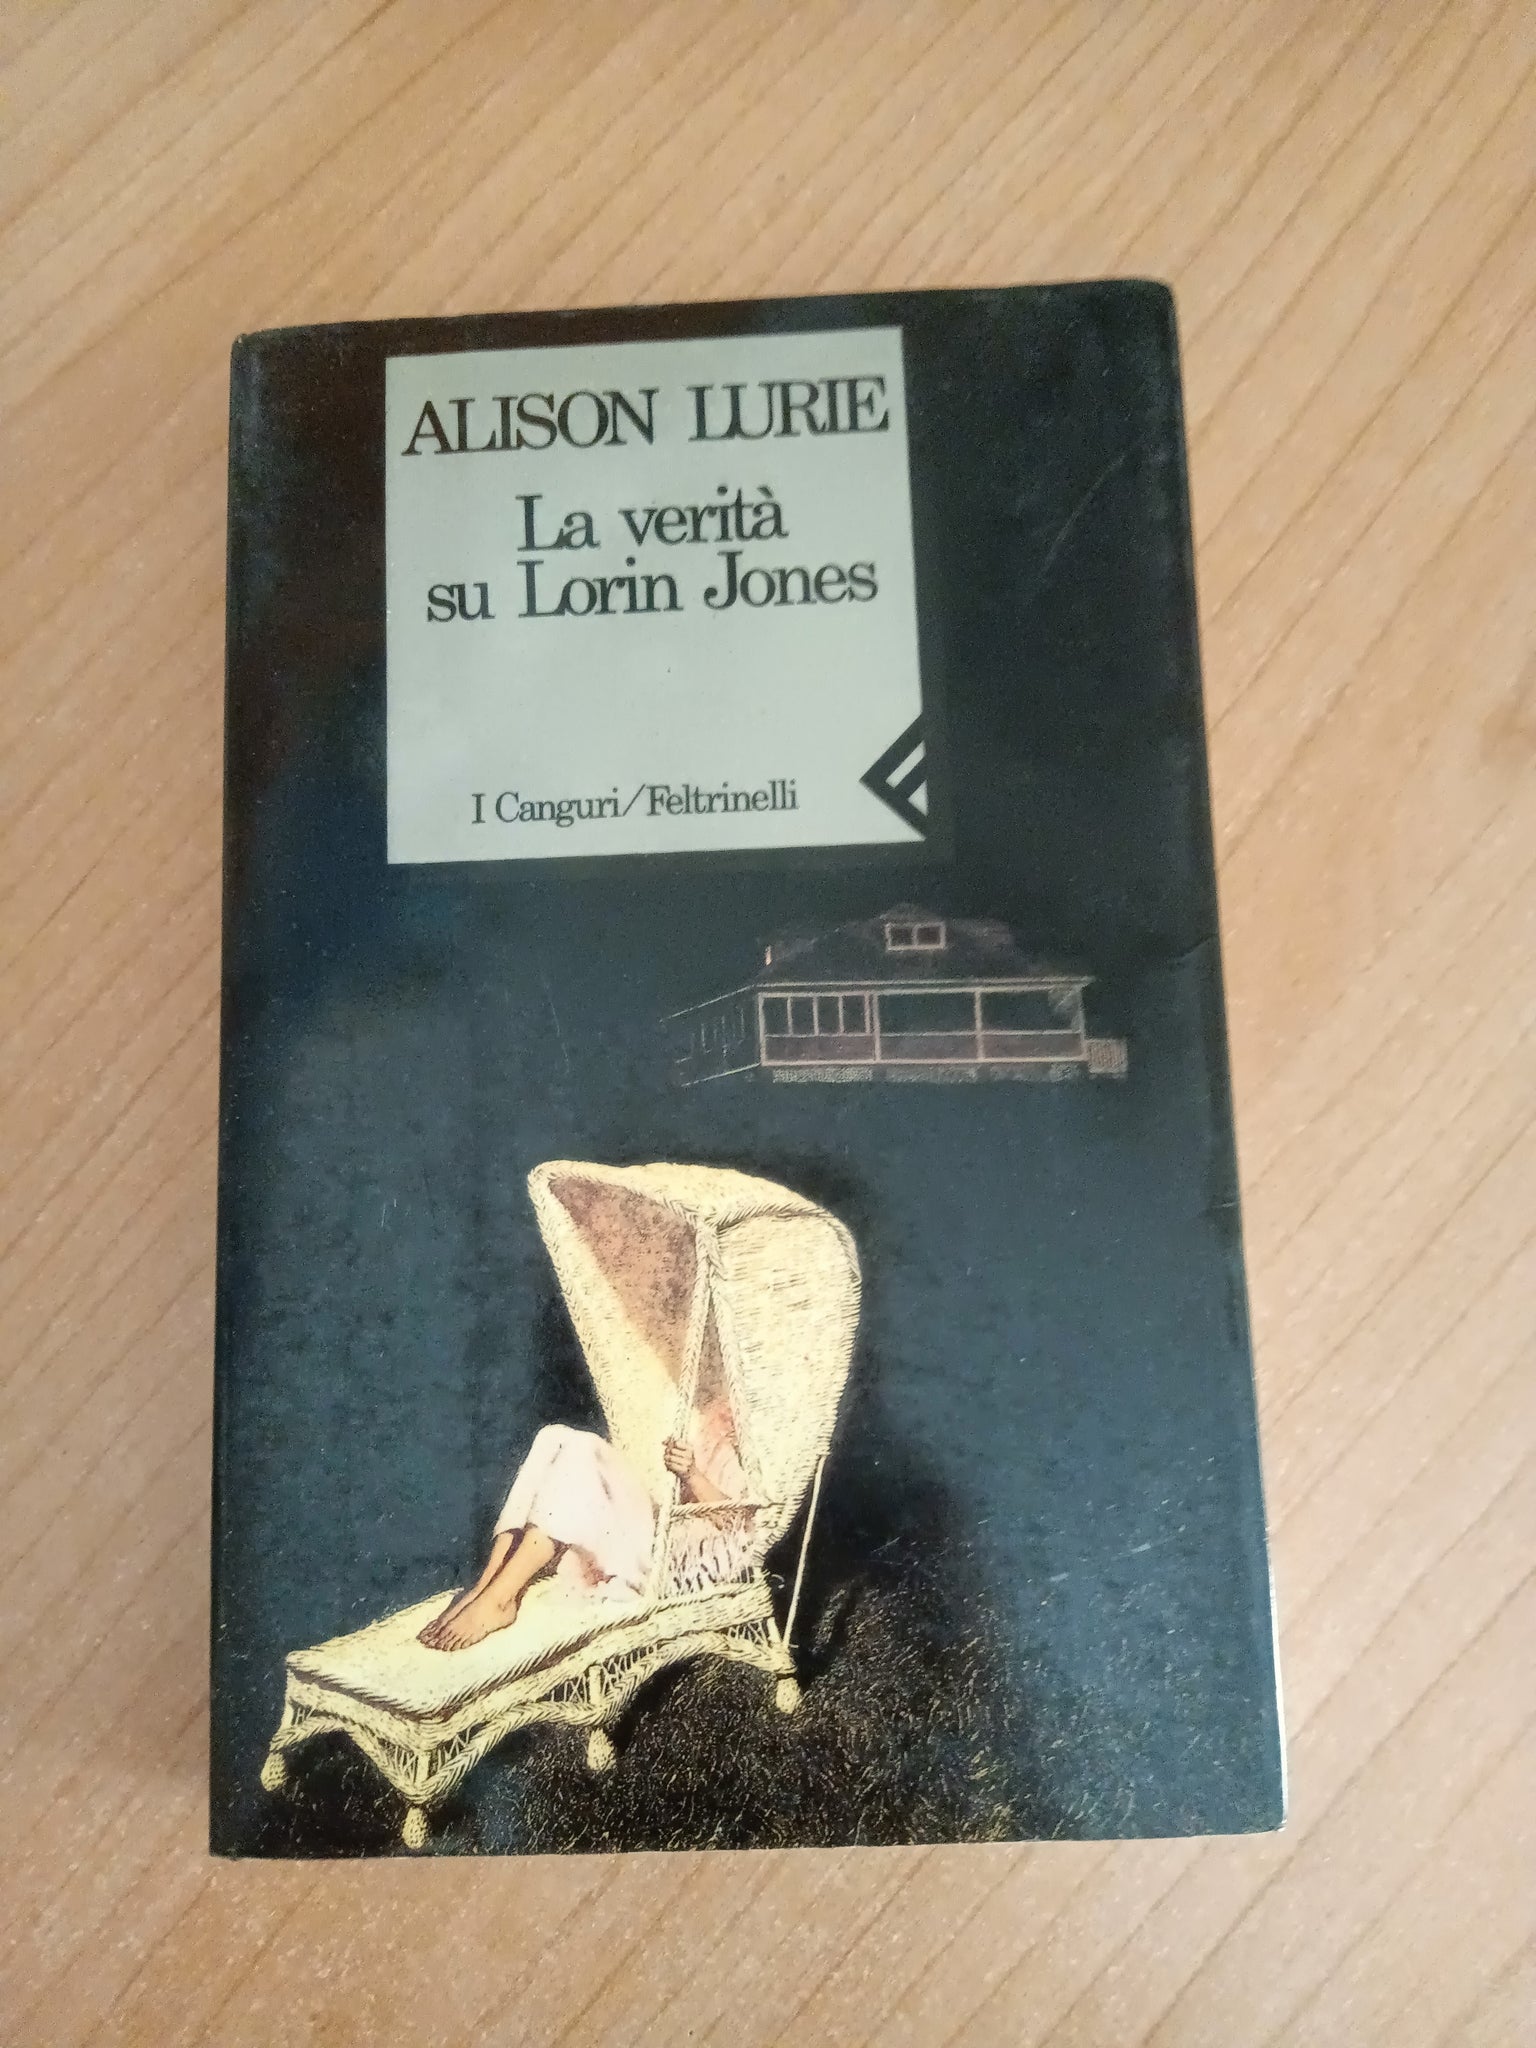 ALISON LURIE
La verità
su Lorin Jones
I Canguri/Feltrinelli